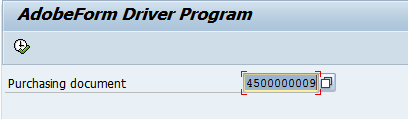 AdobeForm Driver Program
Purchasing document 4500000009